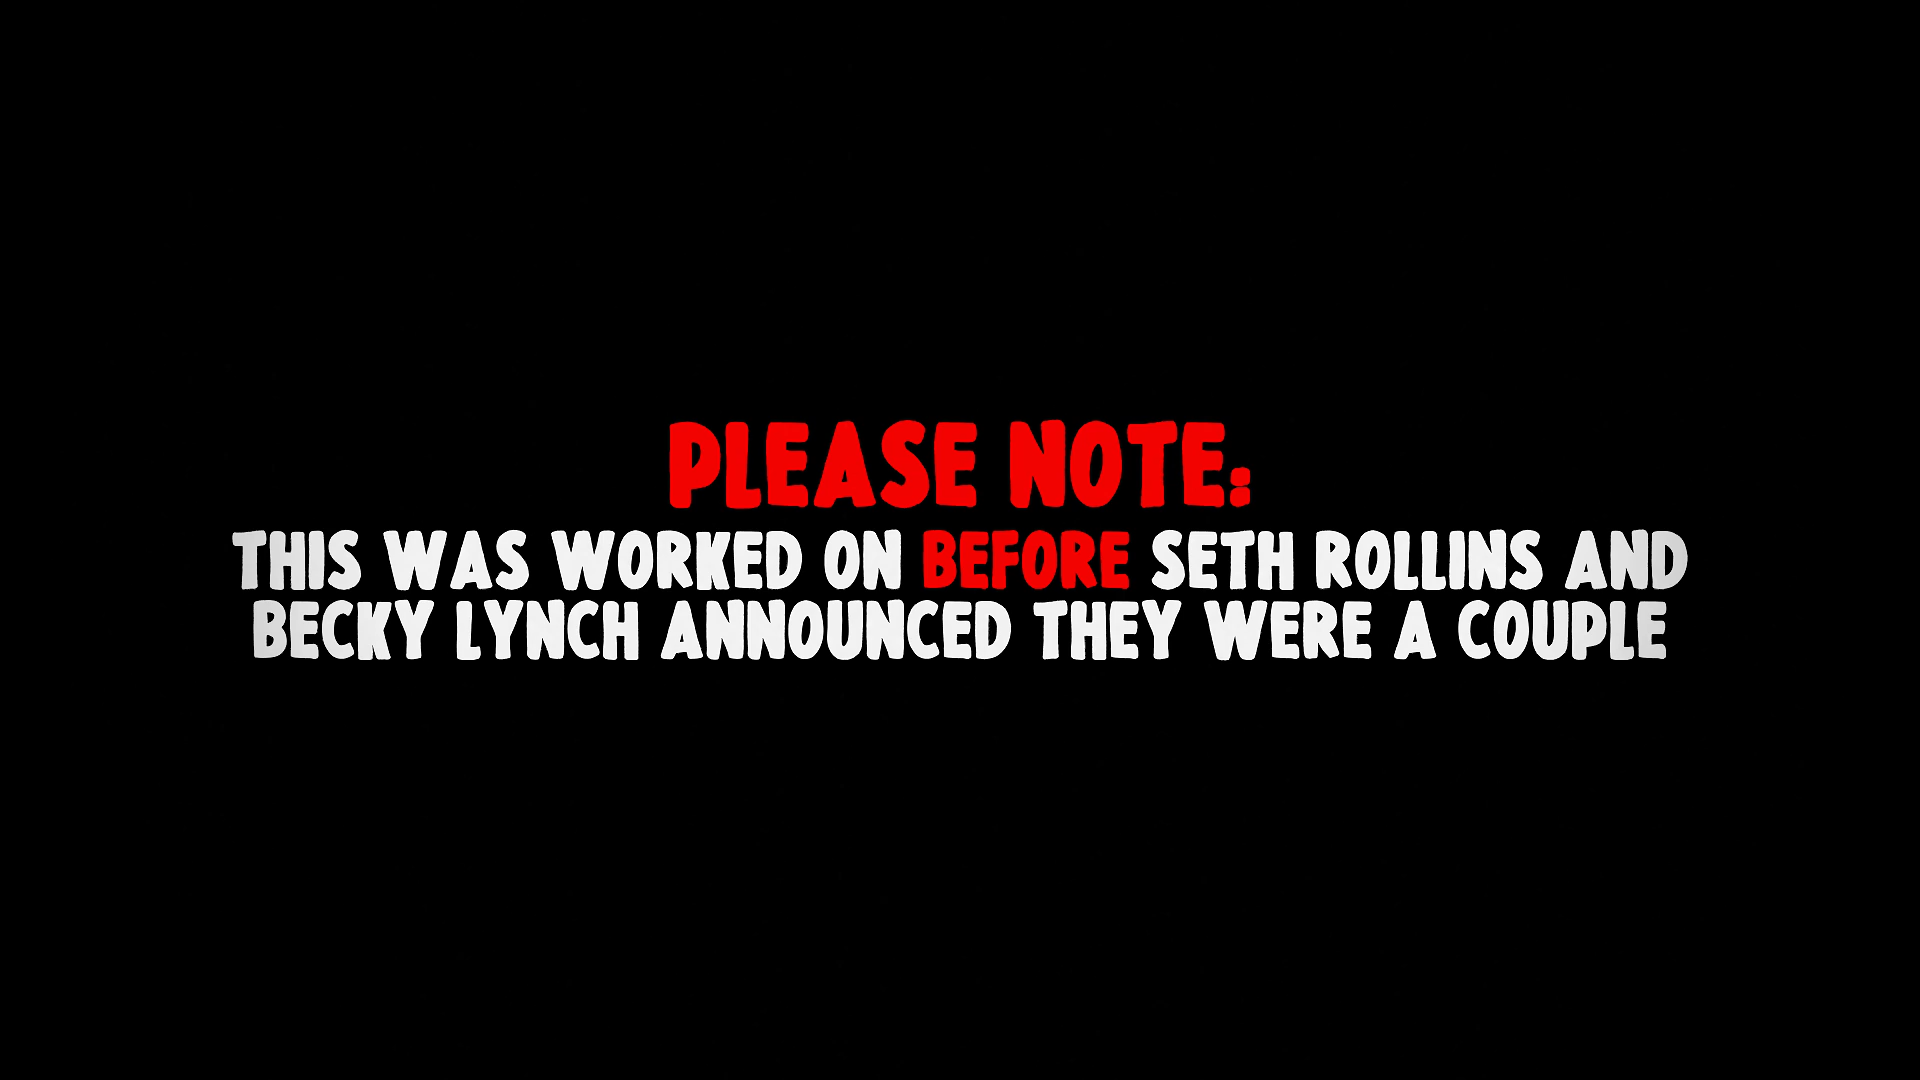 PLEASE NOTE:
THIS WAS WORKED ON BEFORE SETH ROLLINS AND
BECKY LYNCH ANNOUNCED THEY WERE A COUPLE